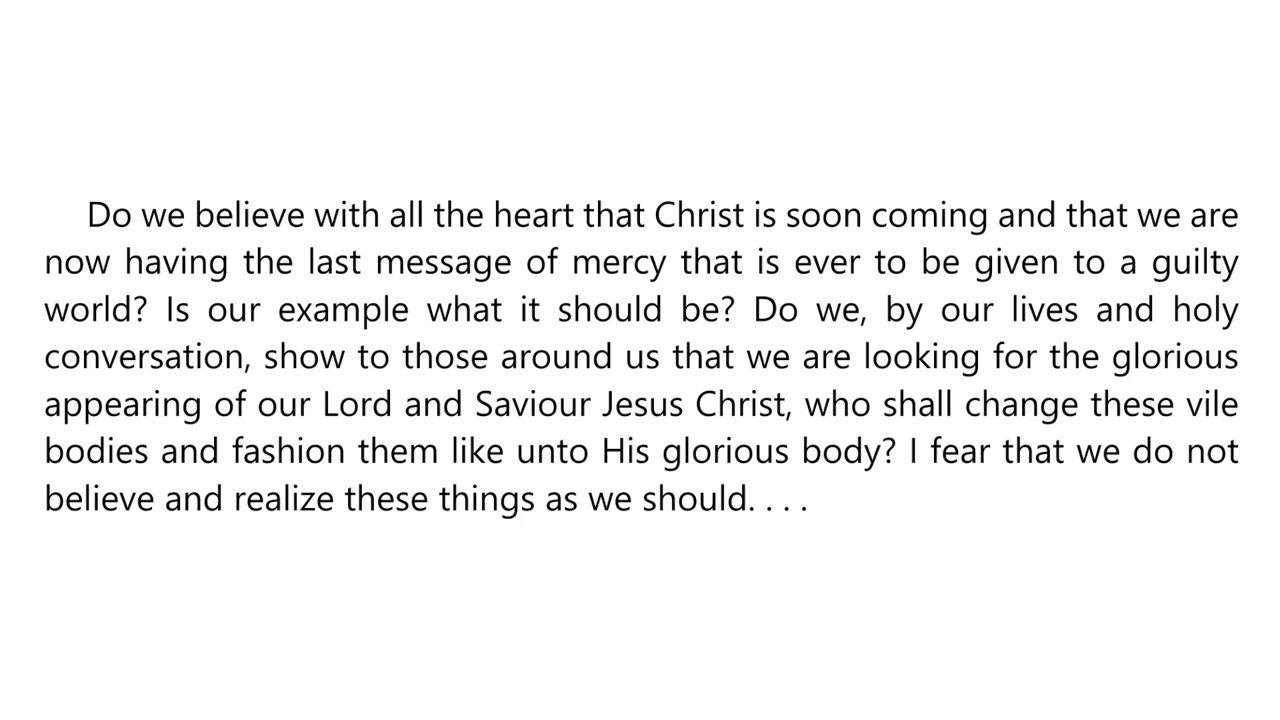 Do we believe with all the heart that Christ is soon coming and that we are
now having the last message of mercy that is ever to be given to a guilty
world? Is our example what it should be? Do we, by our lives and holy
conversation, show to those around us that we are looking for the glorious
appearing of our Lord and Saviour Jesus Christ, who shall change these vile
bodies and fashion them like unto His glorious body? I fear that we do not
believe and realize these things as we should. . . .